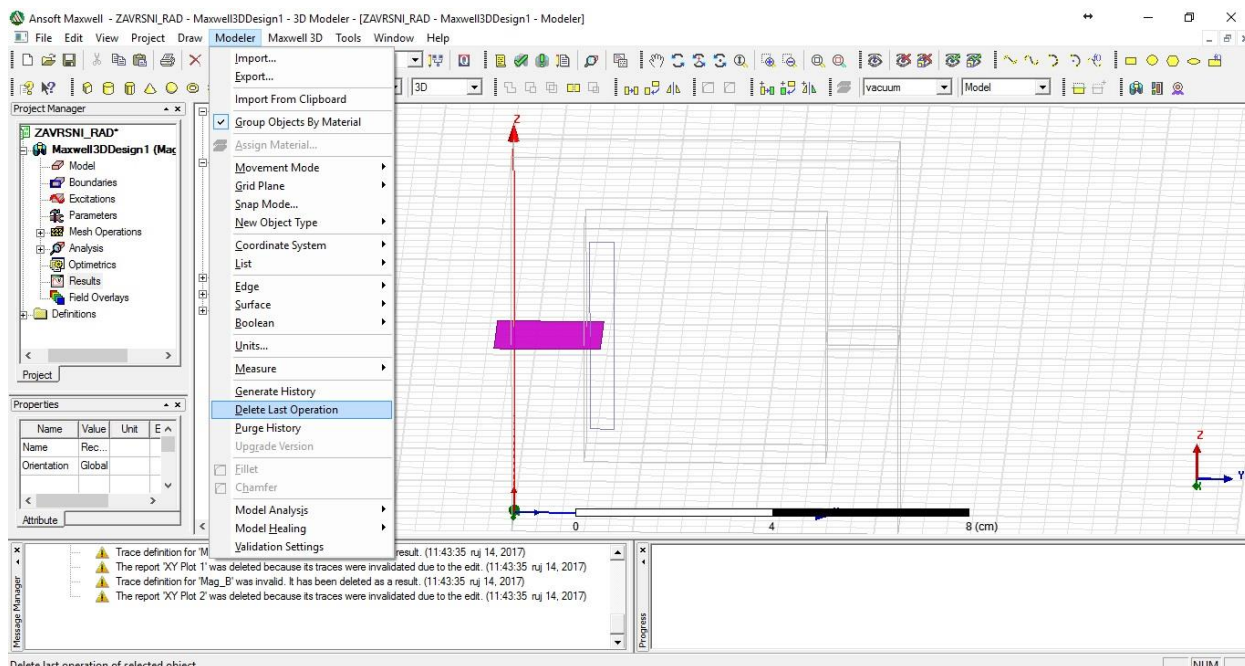 Ansoft Maxwell - ZAVRSNI_RAD - Maxwell3DDesign1 - 3D Modeler - [ZAVRSNI_RAD - Maxwell3DDesign1 - Modeler]
File Edit View Project Draw Modeler Maxwell 3D Tools Window Help
3D vacuum Model
Project Manager
ZAVRSNI_RAD*
Maxwell3DDesign1 (Mag
Model
Boundaries
Excitations
Parameters
Mesh Operations
Analysis
Optimetrics
Results
Field Overlays
Definitions
Project
Properties
Name Value Unit E
Name Rec...
Orientation Global
Attribute
Import...
Export...
Import From Clipboard
Group Objects By Material
Assign Material...
Movement Mode
Grid Plane
Snap Mode...
New Object Type
Coordinate System
List
Edge
Surface
Boolean
Units...
Measure
Generate History
Delete Last Operation
Purge History
Upgrade Version
Fillet
Chamfer
Model Analysis
Model Healing
Validation Settings
Z
Z
Y
X
0 4 8 (cm)
Message Manager
Trace definition for 'M result. (11:43:35 ruj 14, 2017)
The report 'XY Plot 1' was deleted because its traces were invalidated due to the edit. (11:43:35 ruj 14, 2017)
Trace definition for 'Mag_B' was invalid. It has been deleted as a result. (11:43:35 ruj 14, 2017)
The report 'XY Plot 2' was deleted because its traces were invalidated due to the edit. (11:43:35 ruj 14, 2017)
Progress
Delete last operation of selected object
NUM